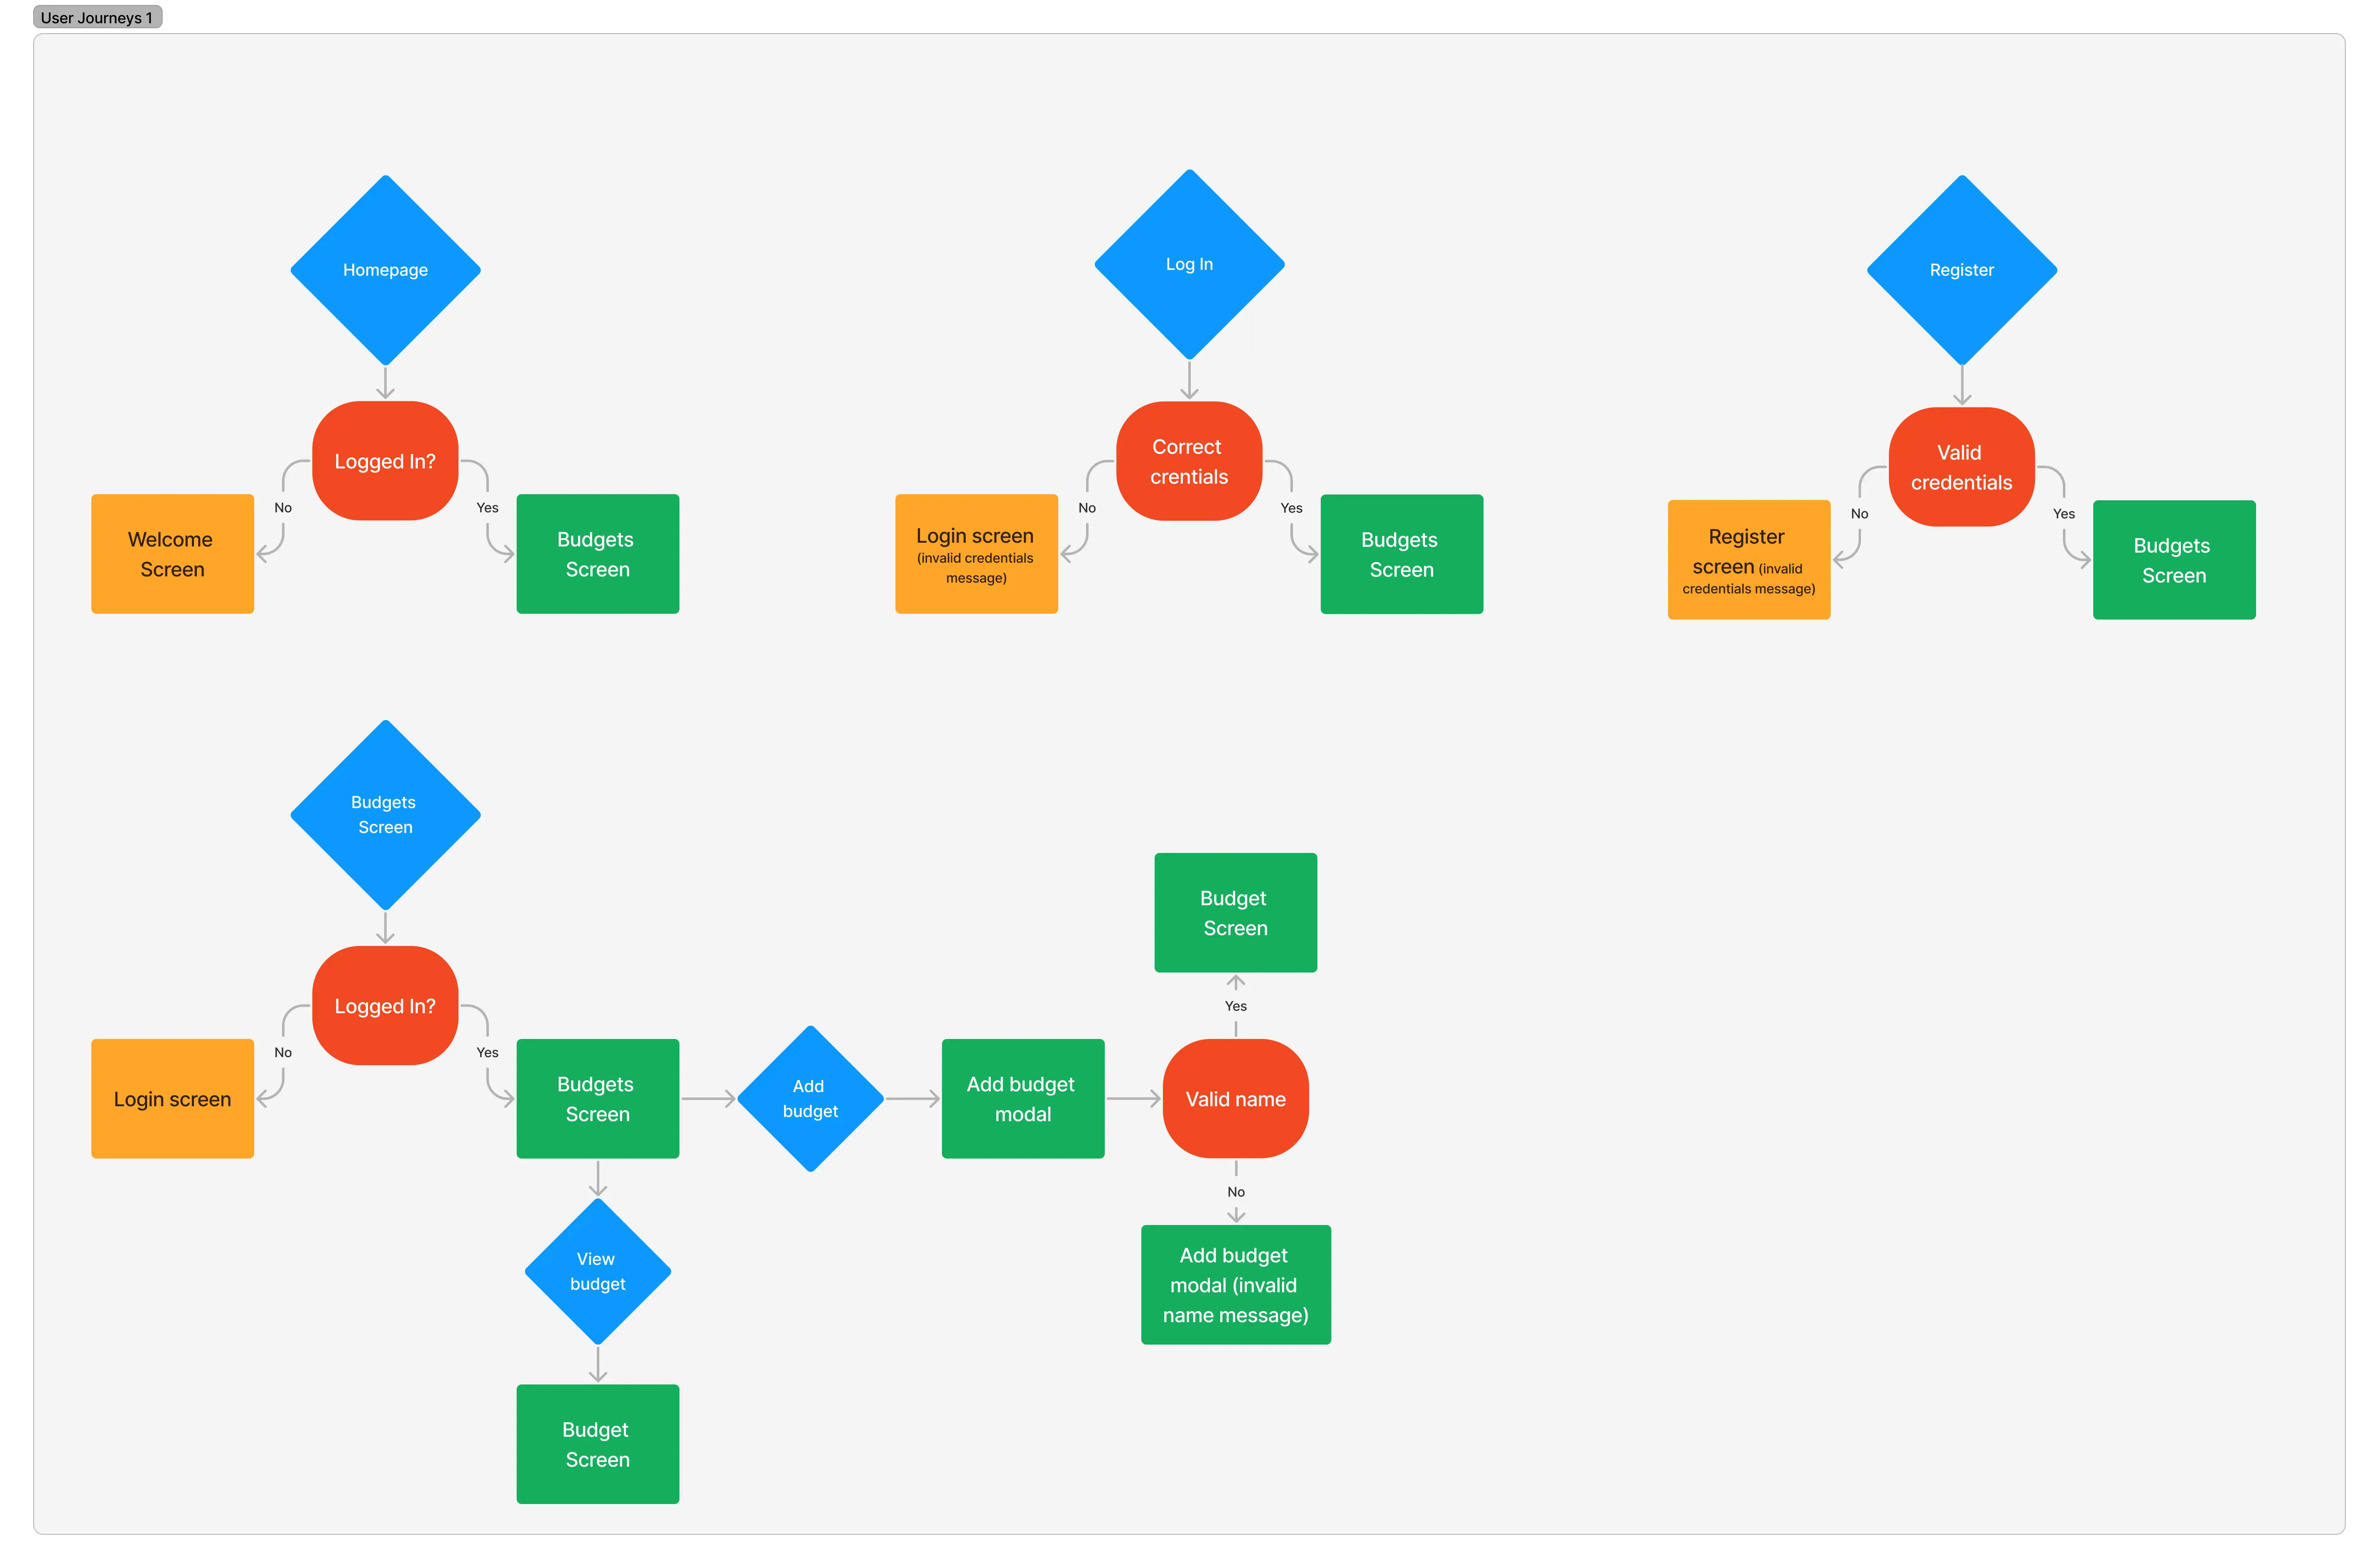 User Journeys 1
Homepage
Logged In?
No
Yes
Welcome
Screen
Budgets
Screen
Log In
Correct
crentials
No
Yes
Login screen
(invalid credentials
message)
Budgets
Screen
Register
Valid
credentials
No
Yes
Register
screen (invalid
credentials message)
Budgets
Screen
Budgets
Screen
Logged In?
No
Yes
Login screen
Budgets
Screen
Add
budget
Add budget
modal
Valid name
Yes
Budget
Screen
No
Add budget
modal (invalid
name message)
View
budget
Budget
Screen